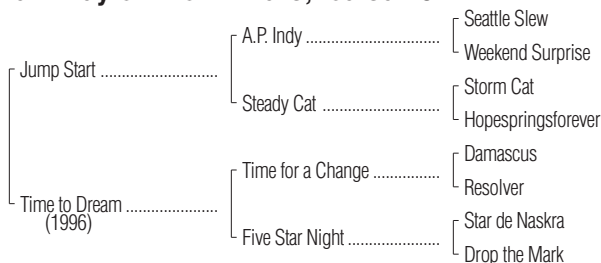 Seattle Slew
A.P. Indy ............................
Weekend Surprise
Jump Start ..........................
Storm Cat
Steady Cat ..........................
Hopespringsforever
Damascus
Time for a Change ...............
Resolver
Time to Dream .....................
(1996)
Star de Naskra
Five Star Night .....................
Drop the Mark